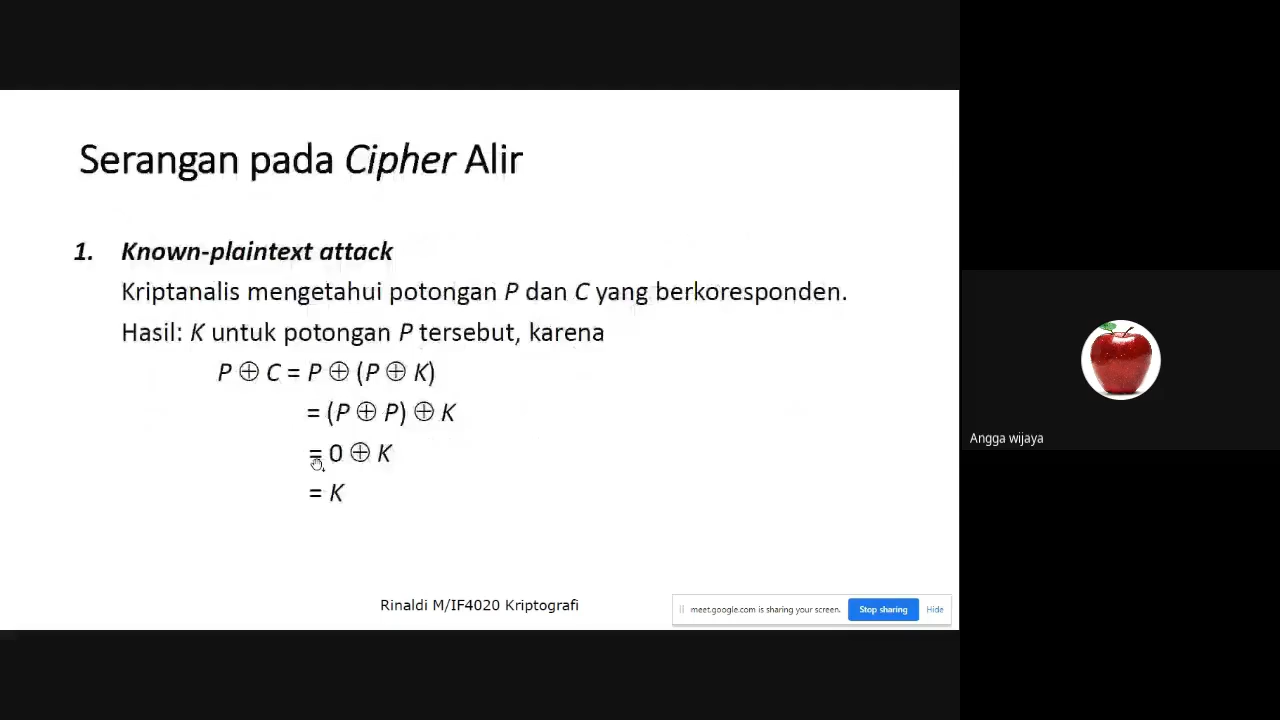 Serangan pada Cipher Alir
1. Known-plaintext attack
Kriptanalis mengetahui potongan P dan C yang berkoresponden.
Hasil: K untuk potongan P tersebut, karena
P ⊕ C = P ⊕ (P ⊕ K)
= (P ⊕ P) ⊕ K
= 0 ⊕ K
= K
Rinaldi M/IF4020 Kriptografi
meet.google.com is sharing your screen. Stop sharing Hide
Angga wijaya